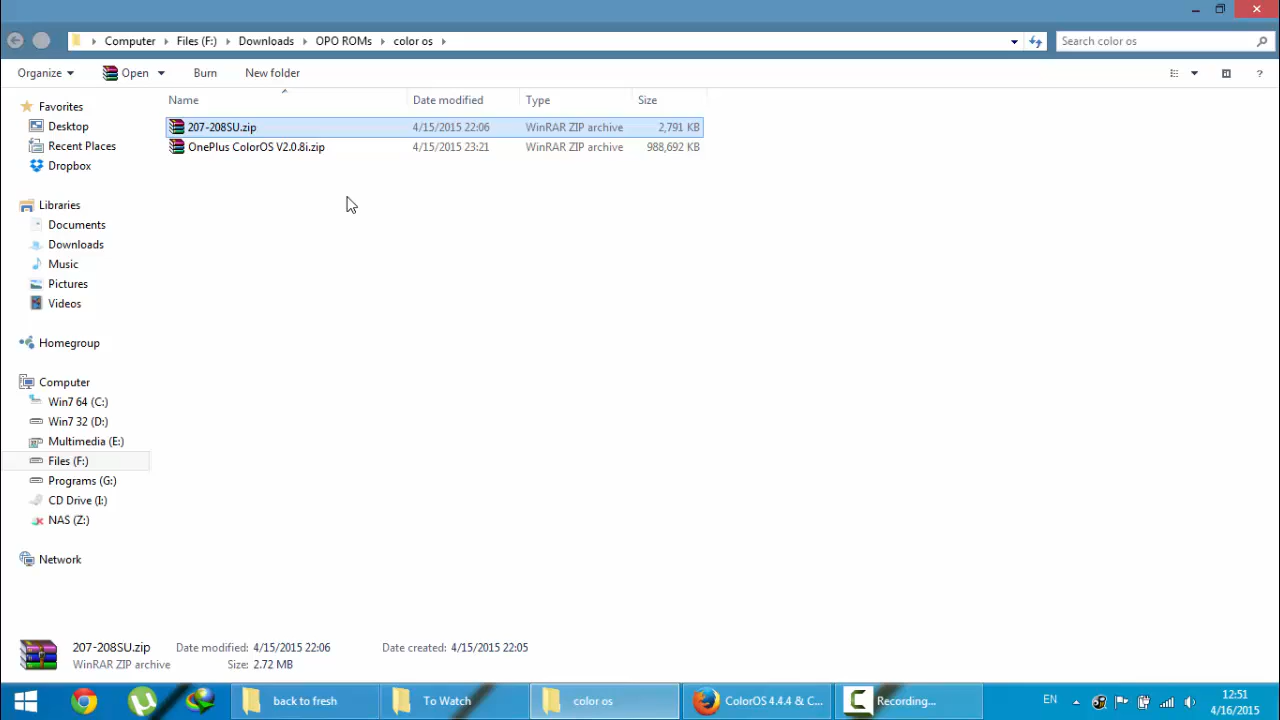 Computer Files (F:) Downloads OPO ROMs color os
Search color os
Organize Open Burn New folder
Name Date modified Type Size
207-208SU.zip 4/15/2015 22:06 WinRAR ZIP archive 2,791 KB
OnePlus ColorOS V2.0.8i.zip 4/15/2015 23:21 WinRAR ZIP archive 988,692 KB
Favorites
Desktop
Recent Places
Dropbox
Libraries
Documents
Downloads
Music
Pictures
Videos
Homegroup
Computer
Win7 64 (C:)
Win7 32 (D:)
Multimedia (E:)
Files (F:)
Programs (G:)
CD Drive (I:)
NAS (Z:)
Network
207-208SU.zip Date modified: 4/15/2015 22:06 Date created: 4/15/2015 22:05
WinRAR ZIP archive Size: 2.72 MB
back to fresh To Watch color os ColorOS 4.4.4 & C... Recording... EN 12:51
4/16/2015